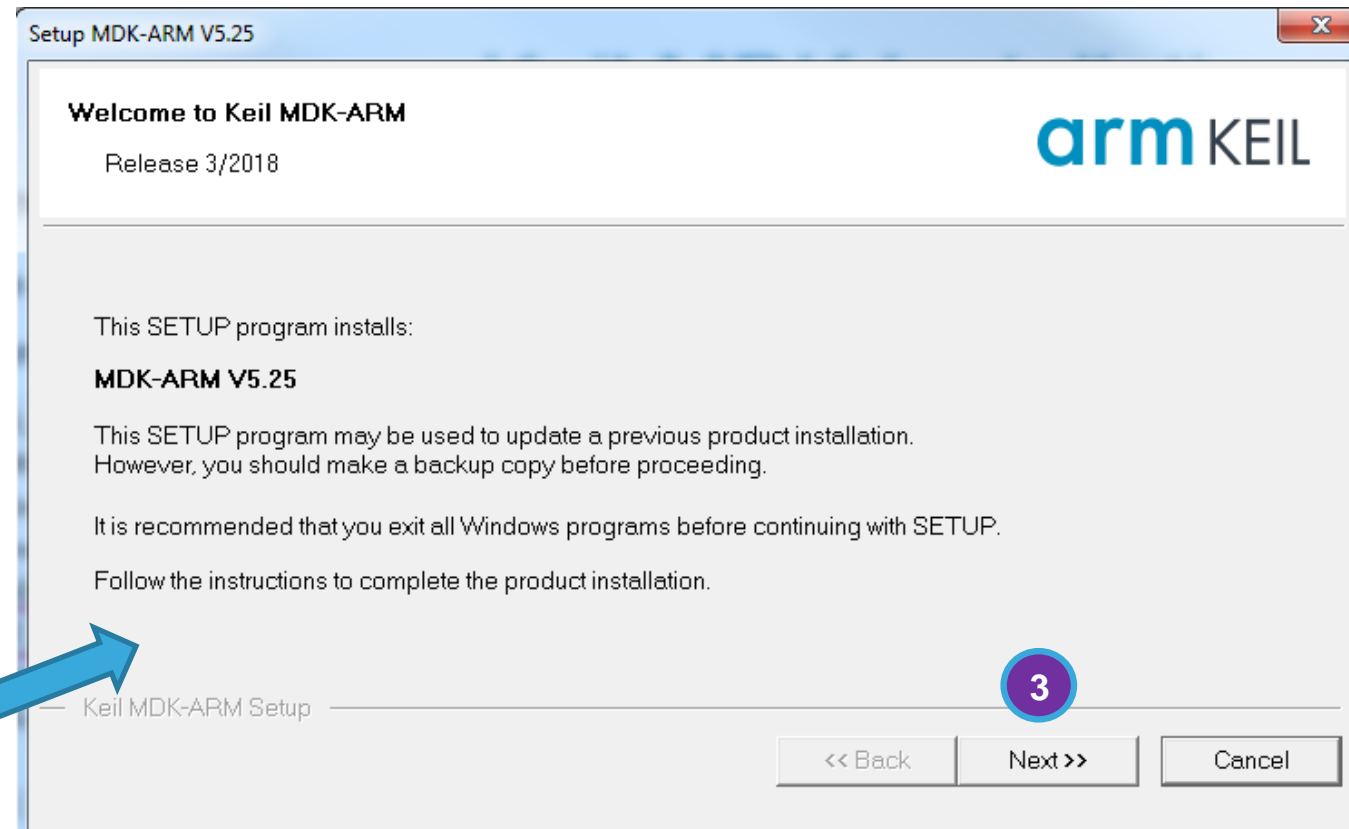 Setup MDK-ARM V5.25
Welcome to Keil MDK-ARM
Release 3/2018
arm KEIL
This SETUP program installs:
MDK-ARM V5.25
This SETUP program may be used to update a previous product installation.
However, you should make a backup copy before proceeding.
It is recommended that you exit all Windows programs before continuing with SETUP.
Follow the instructions to complete the product installation.
3
Keil MDK-ARM Setup
<< Back Next >> Cancel